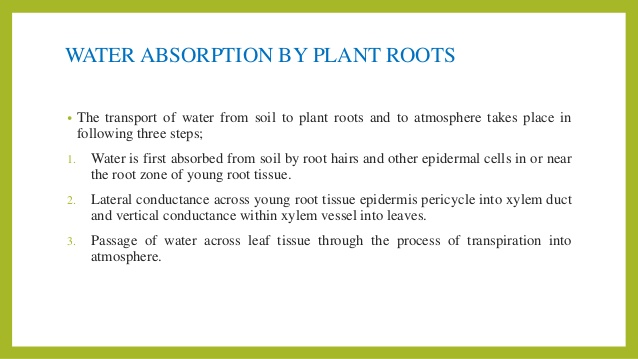 WATER ABSORPTION BY PLANT ROOTS
• The transport of water from soil to plant roots and to atmosphere takes place in
following three steps;
1. Water is first absorbed from soil by root hairs and other epidermal cells in or near
the root zone of young root tissue.
2. Lateral conductance across young root tissue epidermis pericycle into xylem duct
and vertical conductance within xylem vessel into leaves.
3. Passage of water across leaf tissue through the process of transpiration into
atmosphere.